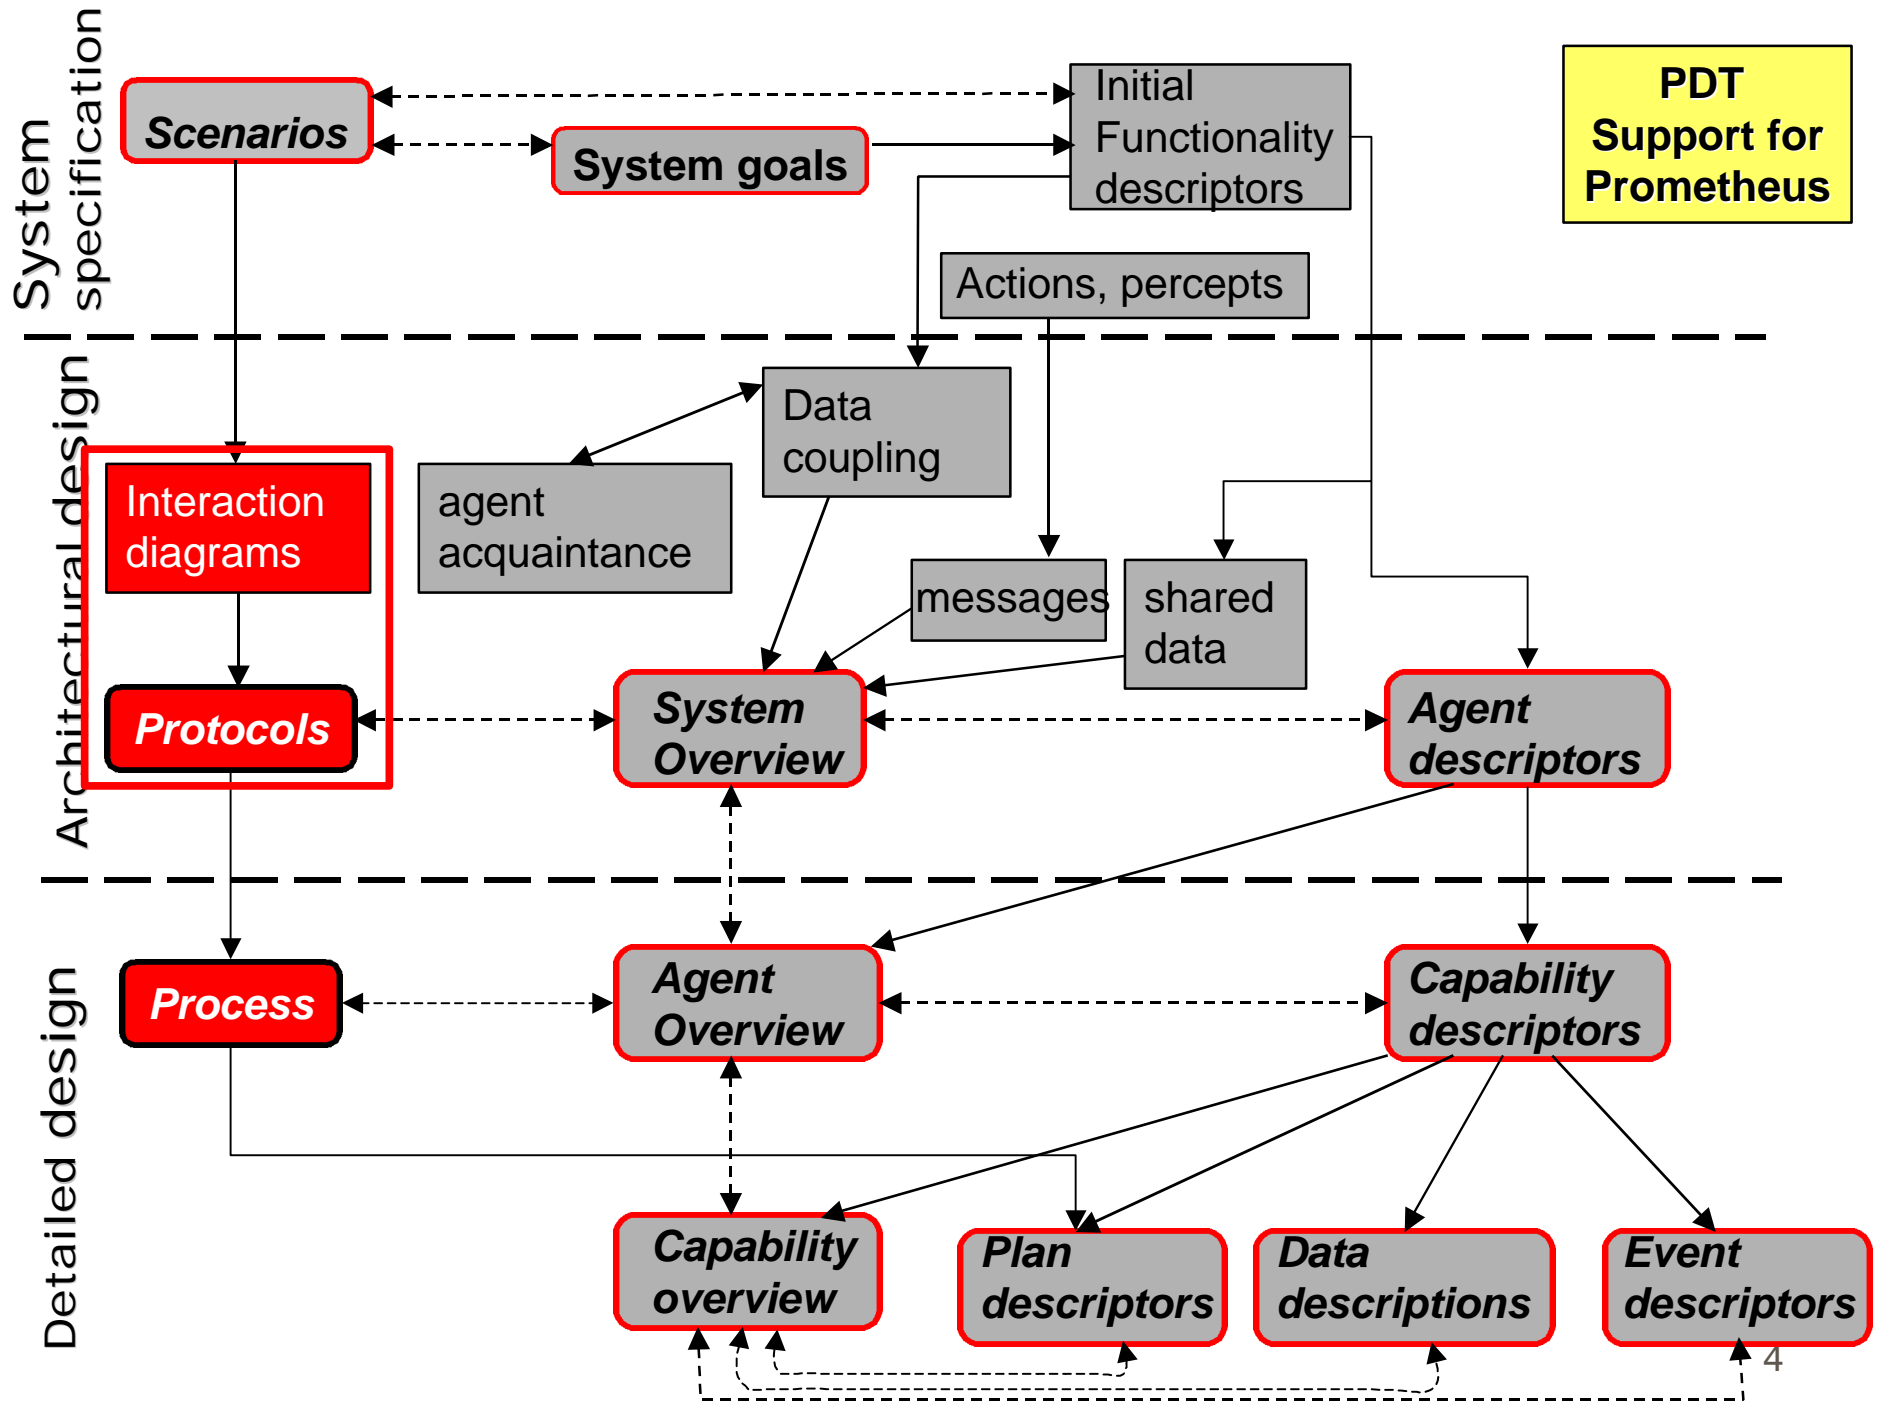 System
specification
Scenarios
System goals
Initial
Functionality
descriptors
PDT
Support for
Prometheus
Actions, percepts
Architectural design
Interaction
diagrams
agent
acquaintance
Data
coupling
messages
shared
data
Protocols
System
Overview
Agent
descriptors
Detailed design
Process
Agent
Overview
Capability
descriptors
Capability
overview
Plan
descriptors
Data
descriptions
Event
descriptors
4